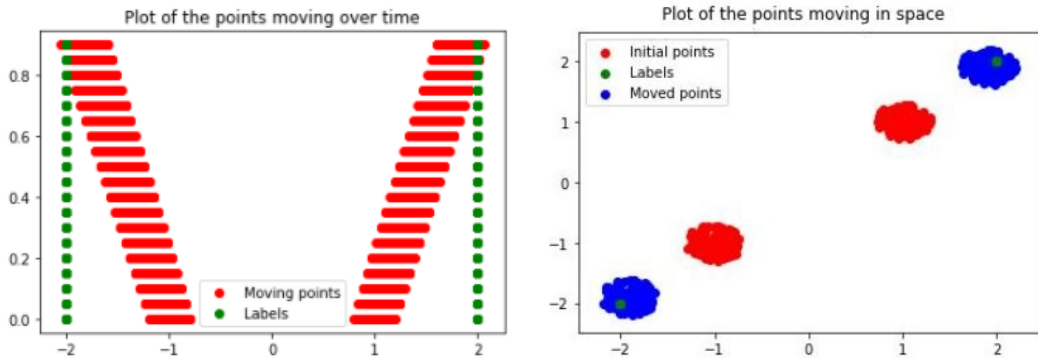 Plot of the points moving over time
0.8
0.6
0.4
0.2
0.0
−2
−1
0
1
2
Moving points
Labels
Plot of the points moving in space
2
1
0
−1
−2
−2
−1
0
1
2
Initial points
Labels
Moved points